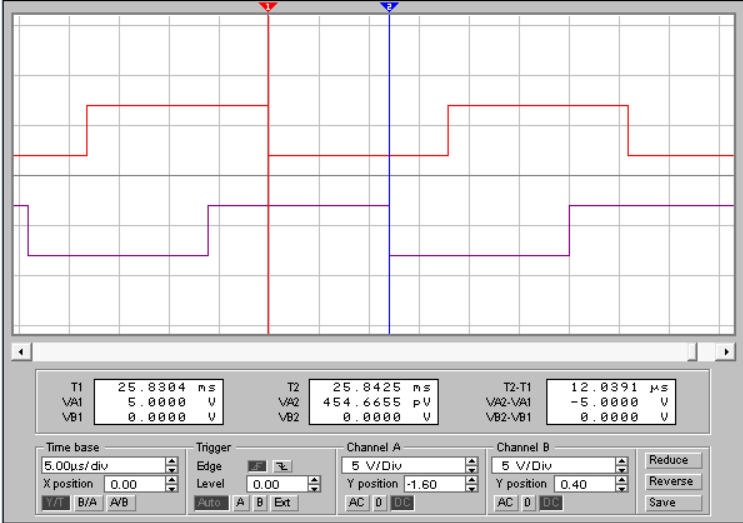 1 2
T1 25.8304 ms T2 25.8425 ms T2-T1 12.0391 µs
VA1 5.0000 V VA2 454.6655 pV VA2-VA1 -5.0000 V
VB1 0.0000 V VB2 0.0000 V VB2-VB1 0.0000 V
Time base Trigger Channel A Channel B
5.00µs/div Edge 5 V/Div 5 V/Div Reduce
X position 0.00 Level 0.00 Y position -1.60 Y position 0.40 Reverse
Y/T B/A A/B Auto A B Ext AC 0 DC AC 0 DC Save